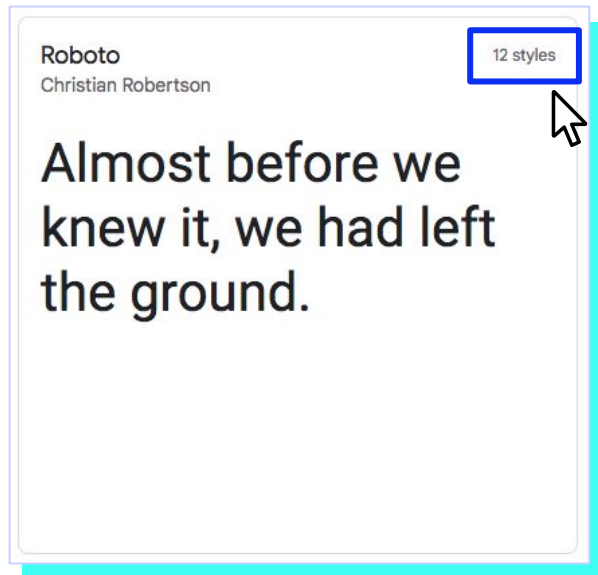 Roboto
12 styles
Christian Robertson
Almost before we
knew it, we had left
the ground.